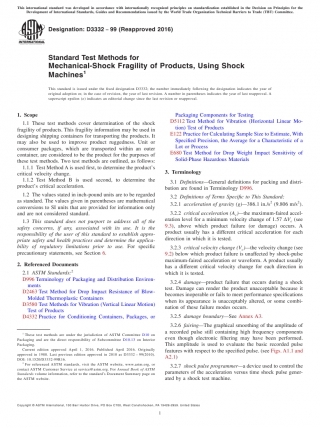 This international standard was developed in accordance with internationally recognized principles on standardization established in the Decision on Principles for the
Development of International Standards, Guides and Recommendations issued by the World Trade Organization Technical Barriers to Trade (TBT) Committee.
Designation: D3332 − 99 (Reapproved 2016)
INTERNATIONAL
Standard Test Methods for
Mechanical-Shock Fragility of Products, Using Shock
Machines1
This standard is issued under the fixed designation D3332; the number immediately following the designation indicates the year of
original adoption or, in the case of revision, the year of last revision. A number in parentheses indicates the year of last reapproval. A
superscript epsilon (ε) indicates an editorial change since the last revision or reapproval.
1. Scope
1.1 These test methods cover determination of the shock
fragility of products. This fragility information may be used in
designing shipping containers for transporting the products. It
may also be used to improve product ruggedness. Unit or
consumer packages, which are transported within an outer
container, are considered to be the product for the purposes of
these test methods. Two test methods are outlined, as follows:
1.1.1 Test Method A is used first, to determine the product's
critical velocity change.
1.1.2 Test Method B is used second, to determine the
product's critical acceleration.
1.2 The values stated in inch-pound units are to be regarded
as standard. The values given in parentheses are mathematical
conversions to SI units that are provided for information only
and are not considered standard.
1.3 This standard does not purport to address all of the
safety concerns, if any, associated with its use. It is the
responsibility of the user of this standard to establish appro-
priate safety and health practices and determine the applica-
bility of regulatory limitations prior to use. For specific
precautionary statements, see Section 6.
2. Referenced Documents
2.1 ASTM Standards:2
D996 Terminology of Packaging and Distribution Environ-
ments
D2463 Test Method for Drop Impact Resistance of Blow-
Molded Thermoplastic Containers
D3580 Test Methods for Vibration (Vertical Linear Motion)
Test of Products
D4332 Practice for Conditioning Containers, Packages, or
Packaging Components for Testing
D5112 Test Method for Vibration (Horizontal Linear Mo-
tion) Test of Products
E122 Practice for Calculating Sample Size to Estimate, With
Specified Precision, the Average for a Characteristic of a
Lot or Process
E680 Test Method for Drop Weight Impact Sensitivity of
Solid-Phase Hazardous Materials
3. Terminology
3.1 Definitions—General definitions for packing and distri-
bution are found in Terminology D996.
3.2 Definitions of Terms Specific to This Standard:
3.2.1 acceleration of gravity (g)—386.1 in./s2 (9.806 m/s2).
3.2.2 critical acceleration (Ac)—the maximum-faired accel-
eration level for a minimum velocity change of 1.57 ΔVc (see
9.3), above which product failure (or damage) occurs. A
product usually has a different critical acceleration for each
direction in which it is tested.
3.2.3 critical velocity change (Vc)—the velocity change (see
9.2) below which product failure is unaffected by shock-pulse
maximum-faired acceleration or waveform. A product usually
has a different critical velocity change for each direction in
which it is tested.
3.2.4 damage—product failure that occurs during a shock
test. Damage can render the product unacceptable because it
becomes inoperable or fails to meet performance specifications
when its appearance is unacceptably altered, or some combi-
nation of these failure modes occurs.
3.2.5 damage boundary—See Annex A3.
3.2.6 fairing—The graphical smoothing of the amplitude of
a recorded pulse still containing high frequency components
even though electronic filtering may have been performed.
This amplitude is used to evaluate the basic recorded pulse
features with respect to the specified pulse. (see Figs. A1.1 and
A2.1)
3.2.7 shock pulse programmer—a device used to control the
parameters of the acceleration versus time shock pulse gener-
ated by a shock test machine.
1 These test methods are under the jurisdiction of ASTM Committee D10 on
Packaging and are the direct responsibility of Subcommittee D10.13 on Interior
Packaging.
Current edition approved April 1, 2016. Published April 2016. Originally
approved in 1988. Last previous edition approved in 2010 as D3332 – 99(2010).
DOI: 10.1520/D3332-99R16.
2 For referenced ASTM standards, visit the ASTM website, www.astm.org, or
contact ASTM Customer Service at service@astm.org. For Annual Book of ASTM
Standards volume information, refer to the standard's Document Summary page on
the ASTM website.
Copyright © ASTM International, 100 Barr Harbor Drive, PO Box C700, West Conshohocken, PA 19428-2959. United States
1